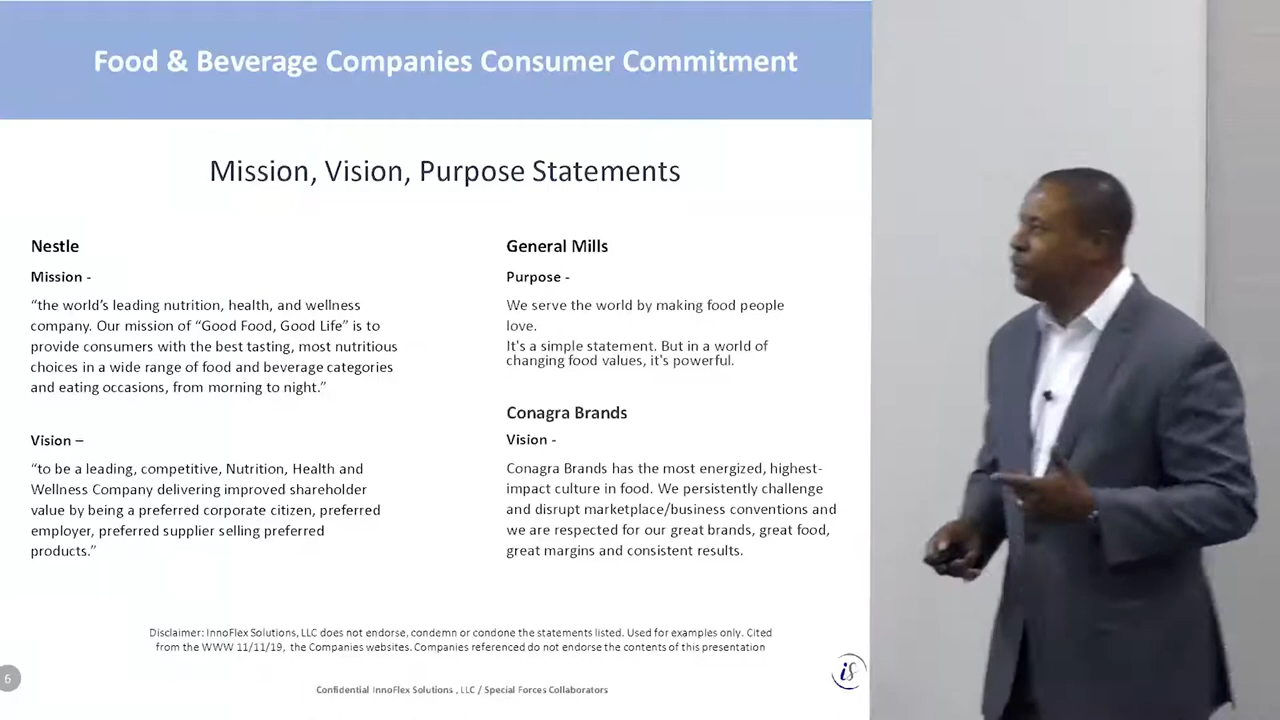 Food & Beverage Companies Consumer Commitment
Mission, Vision, Purpose Statements
Nestle
Mission -
“the world’s leading nutrition, health, and wellness
company. Our mission of “Good Food, Good Life” is to
provide consumers with the best tasting, most nutritious
choices in a wide range of food and beverage categories
and eating occasions, from morning to night.”
Vision –
“to be a leading, competitive, Nutrition, Health and
Wellness Company delivering improved shareholder
value by being a preferred corporate citizen, preferred
employer, preferred supplier selling preferred
products.”
General Mills
Purpose -
We serve the world by making food people
love.
It's a simple statement. But in a world of
changing food values, it's powerful.
Conagra Brands
Vision -
Conagra Brands has the most energized, highest-
impact culture in food. We persistently challenge
and disrupt marketplace/business conventions and
we are respected for our great brands, great food,
great margins and consistent results.
Disclaimer: InnoFlex Solutions, LLC does not endorse, condemn or condone the statements listed. Used for examples only. Cited
from the WWW 11/11/19, the Companies websites. Companies referenced do not endorse the contents of this presentation
6
Confidential InnoFlex Solutions , LLC / Special Forces Collaborators
iS